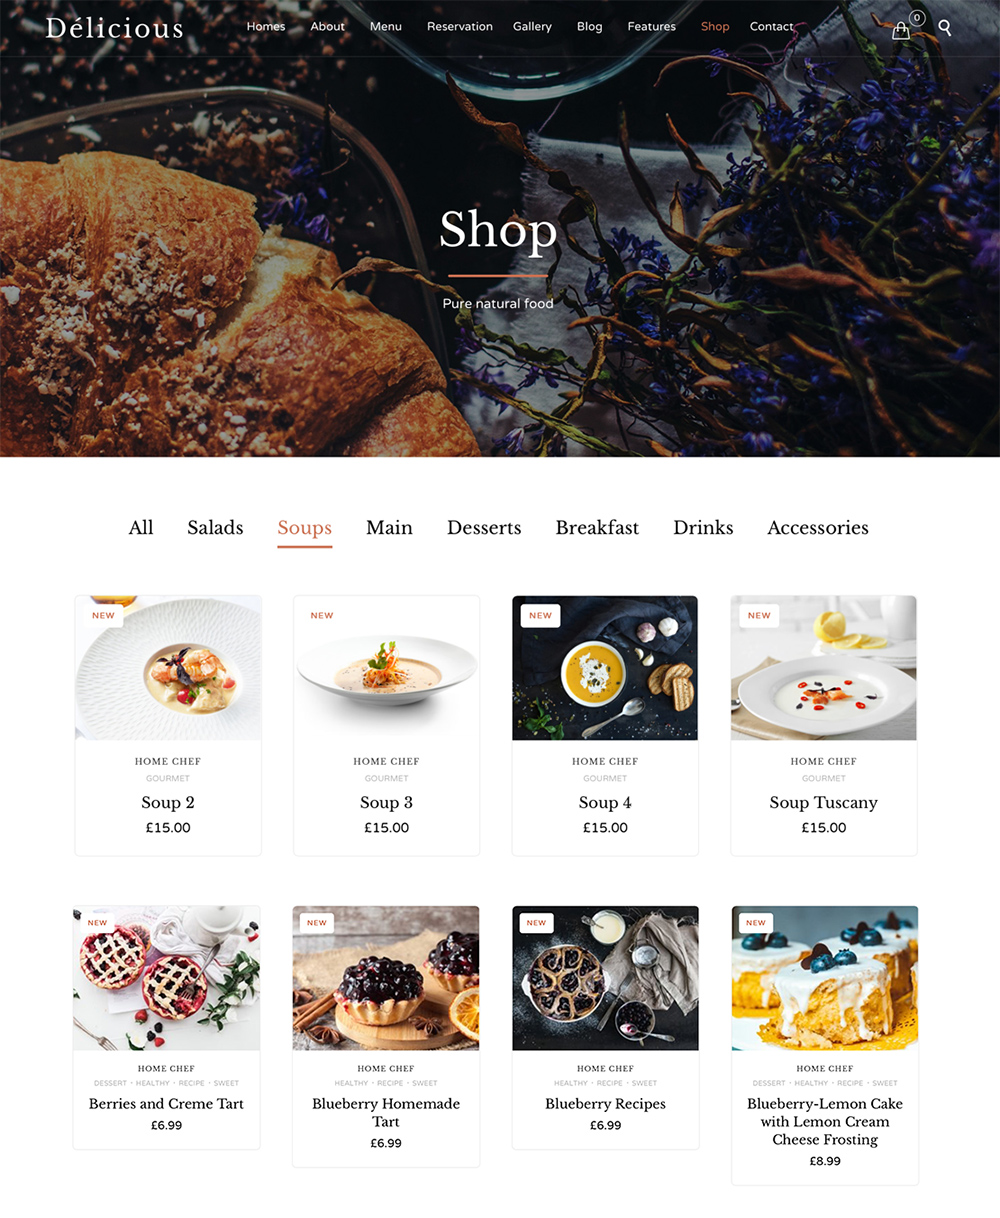 Délicious
Homes About Menu Reservation Gallery Blog Features Shop Contact 0
Shop
Pure natural food
All Salads Soups Main Desserts Breakfast Drinks Accessories
NEW NEW NEW NEW
HOME CHEF HOME CHEF HOME CHEF HOME CHEF
GOURMET GOURMET GOURMET GOURMET
Soup 2 Soup 3 Soup 4 Soup Tuscany
£15.00 £15.00 £15.00 £15.00
NEW
HOME CHEF
DESSERT • HEALTHY • RECIPE • SWEET
Berries and Creme Tart
£6.99
NEW
HOME CHEF
HEALTHY • RECIPE • SWEET
Blueberry Homemade
Tart
£6.99
NEW
HOME CHEF
HEALTHY • RECIPE • SWEET
Blueberry Recipes
£6.99
NEW
HOME CHEF
DESSERT • HEALTHY • RECIPE • SWEET
Blueberry-Lemon Cake
with Lemon Cream
Cheese Frosting
£8.99